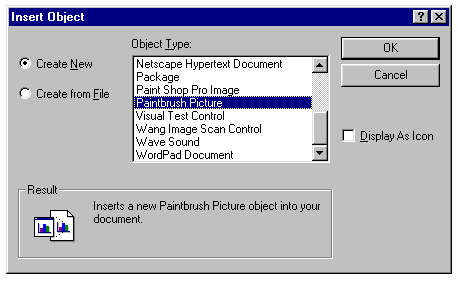 Insert Object
Object Type:
Create New
Create from File
Netscape Hypertext Document
Package
Paint Shop Pro Image
Paintbrush Picture
Visual Test Control
Wang Image Scan Control
Wave Sound
WordPad Document
OK
Cancel
Display As Icon
Result
Inserts a new Paintbrush Picture object into your
document.